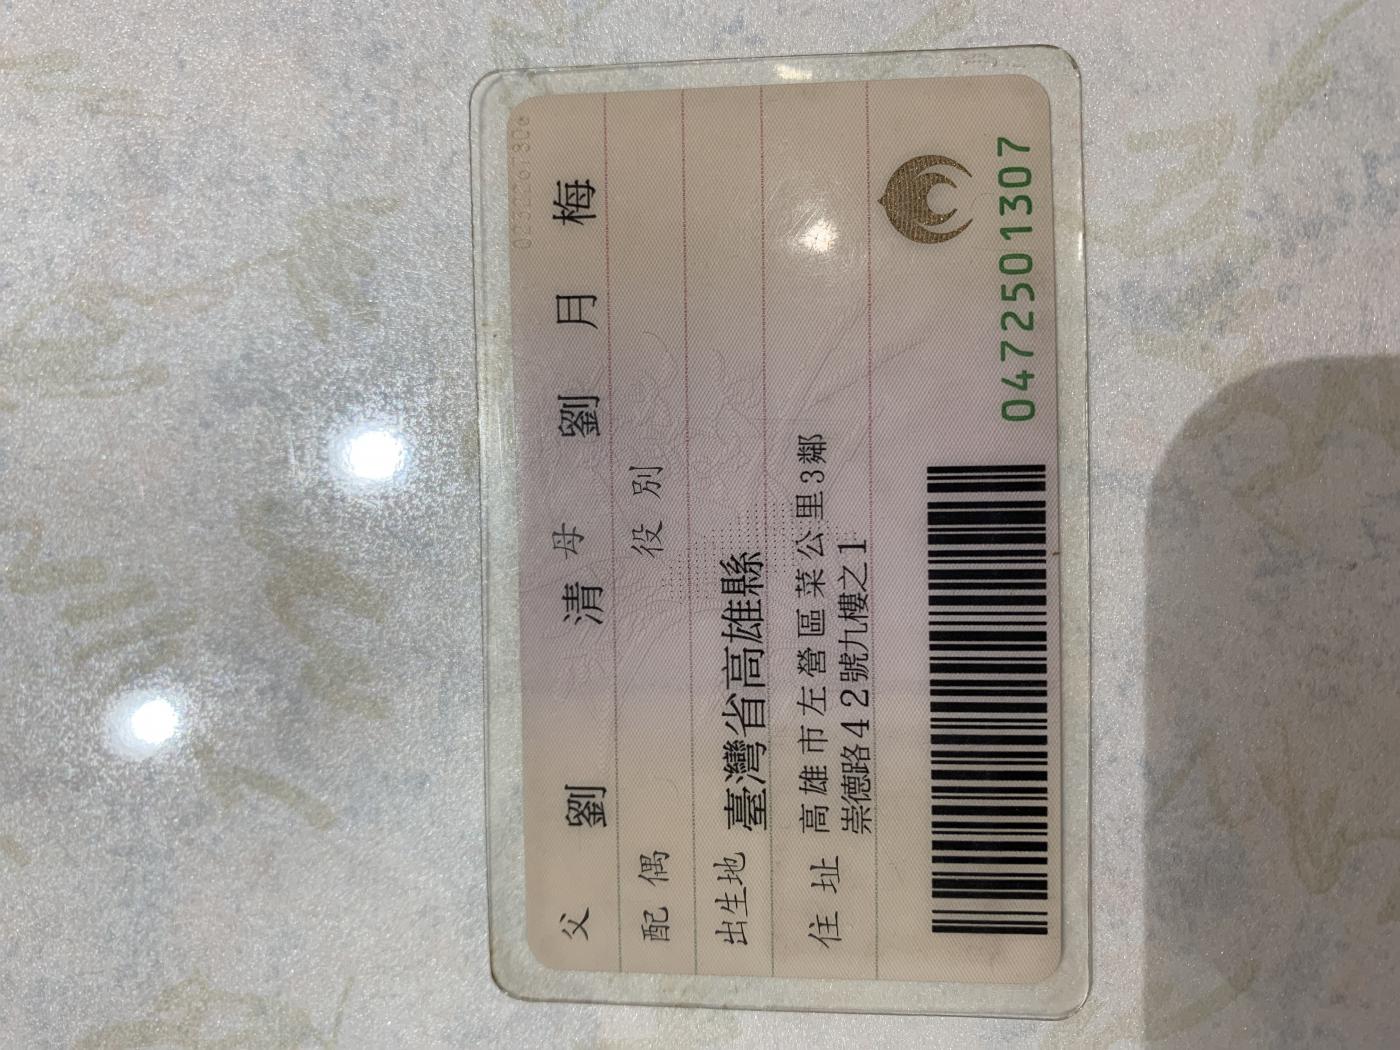 父 劉 清 母 劉 月 梅
配偶 役別
出生地 臺灣省高雄縣
住址 高雄市左營區菜公里3鄰
崇德路42號九樓之1
0472501307